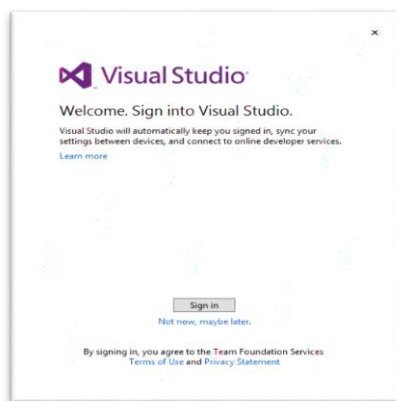 Visual Studio
Welcome. Sign into Visual Studio.
Visual Studio will automatically keep you signed in, sync your
settings between devices, and connect to online developer services.
Learn more
Sign in
Not now, maybe later.
By signing in, you agree to the Team Foundation Services
Terms of Use and Privacy Statement